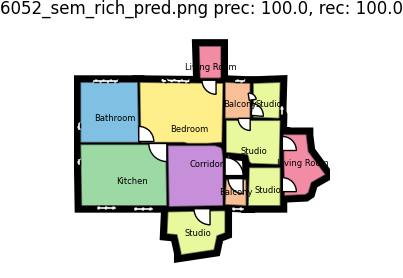 6052_sem_rich_pred.png prec: 100.0, rec: 100.0
Living Room
Balcony
Studio
Bathroom
Bedroom
Studio
Corridor
Living Room
Kitchen
Balcony
Studio
Studio